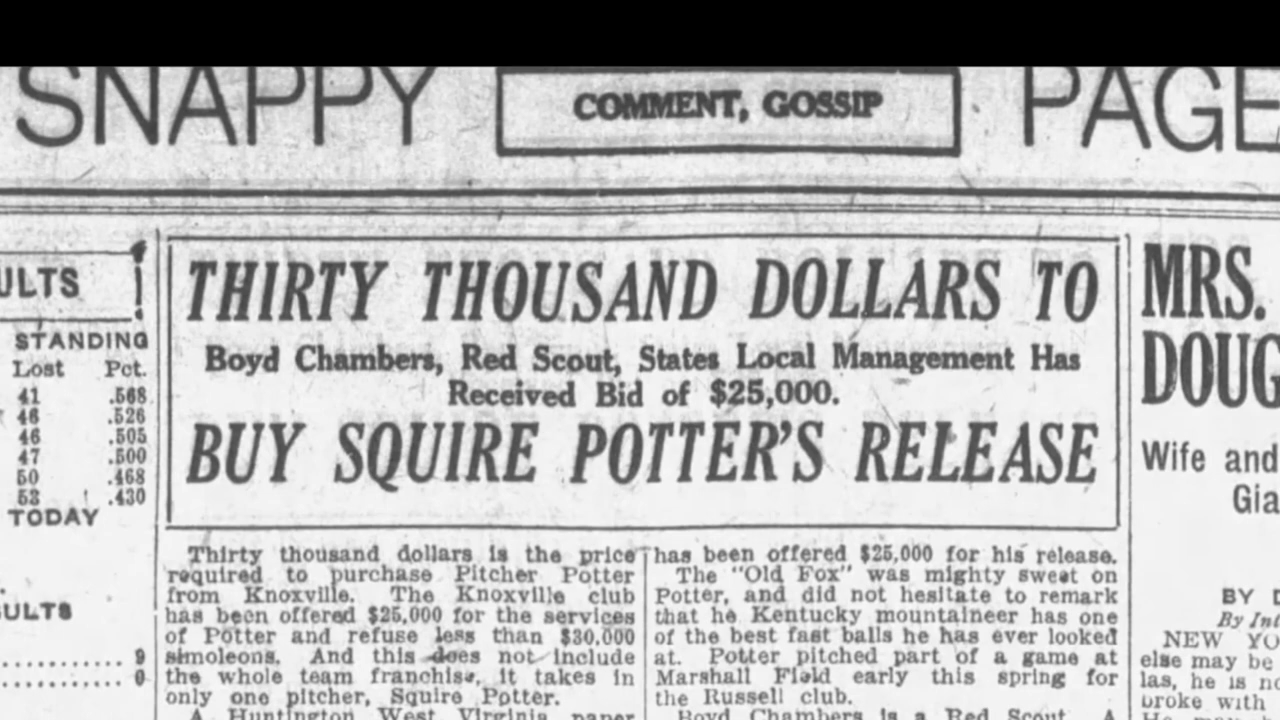 SNAPPY
COMMENT, GOSSIP
PAGE
ULTS
STANDING
Lost Pct.
41 .568
46 .526
46 .505
47 .500
50 .468
53 .430
TODAY
SULTS
9
0
THIRTY THOUSAND DOLLARS TO
Boyd Chambers, Red Scout, States Local Management Has
Received Bid of $25,000.
BUY SQUIRE POTTER'S RELEASE
Thirty thousand dollars is the price
required to purchase Pitcher Potter
from Knoxville. The Knoxville club
has been offered $25,000 for the services
of Potter and refuse less than $30,000
simoleons. And this does not include
the whole team franchise, it takes in
only one pitcher, Squire Potter.
A Huntington West Virginia paper
has been offered $25,000 for his release.
The "Old Fox" was mighty sweet on
Potter, and did not hesitate to remark
that he Kentucky mountaineer has one
of the best fast balls he has ever looked
at. Potter pitched part of a game at
Marshall Field early this spring for
the Russell club.
Boyd Chambers is a Red Scout. A
MRS.
DOUG
Wife and
Gia
BY D
By Int
NEW YO
else may be
las, he is no
broke with